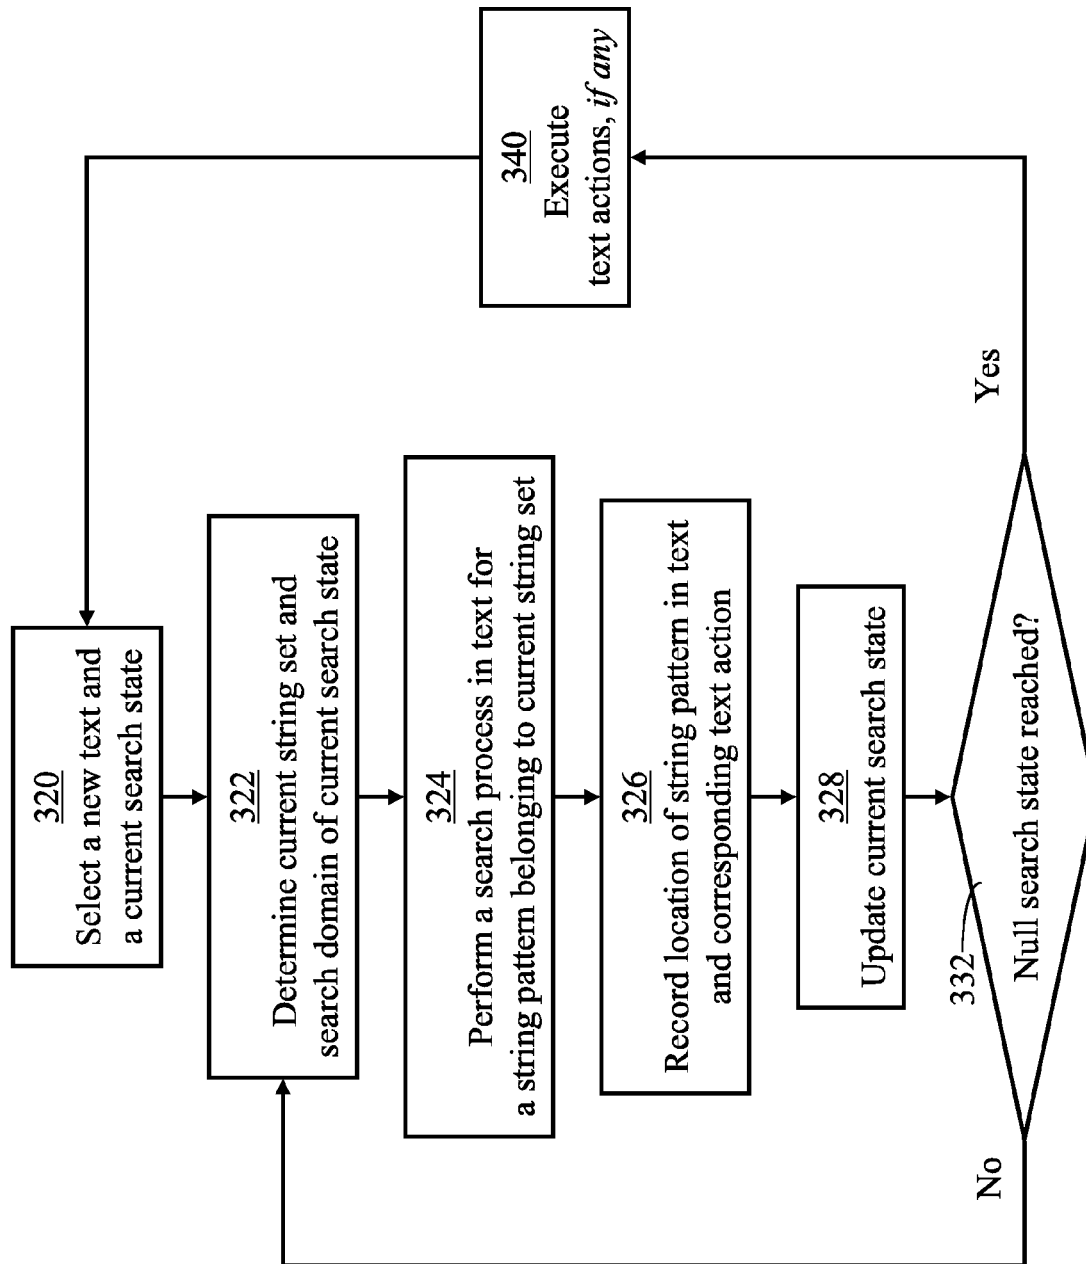 320
Select a new text and
a current search state
322
Determine current string set and
search domain of current search state
324
Perform a search process in text for
a string pattern belonging to current string set
326
Record location of string pattern in text
and corresponding text action
328
Update current search state
332
Null search state reached?
No
Yes
340
Execute
text actions, if any